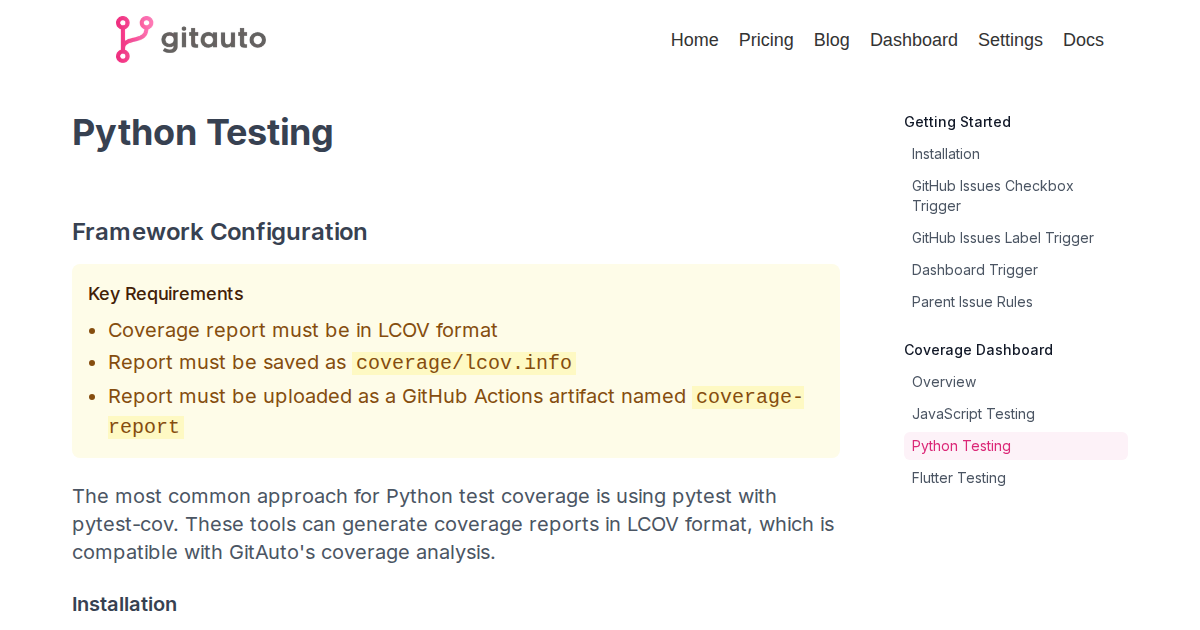 gitauto
Home Pricing Blog Dashboard Settings Docs
Python Testing
Framework Configuration
Key Requirements
• Coverage report must be in LCOV format
• Report must be saved as coverage/lcov.info
• Report must be uploaded as a GitHub Actions artifact named coverage-
report
The most common approach for Python test coverage is using pytest with
pytest-cov. These tools can generate coverage reports in LCOV format, which is
compatible with GitAuto's coverage analysis.
Installation
Getting Started
Installation
GitHub Issues Checkbox
Trigger
GitHub Issues Label Trigger
Dashboard Trigger
Parent Issue Rules
Coverage Dashboard
Overview
JavaScript Testing
Python Testing
Flutter Testing